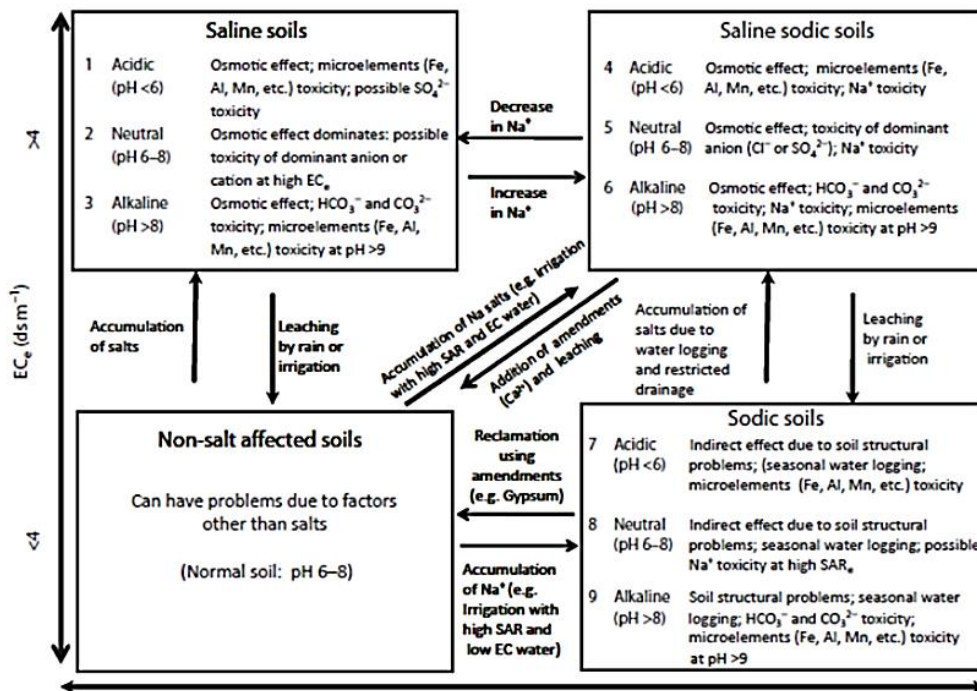 Saline soils
1 Acidic Osmotic effect; microelements (Fe,
(pH <6) Al, Mn, etc.) toxicity; possible SO₄²⁻
toxicity
2 Neutral Osmotic effect dominates: possible
(pH 6–8) toxicity of dominant anion or
cation at high ECₑ
3 Alkaline Osmotic effect; HCO₃⁻ and CO₃²⁻
(pH >8) toxicity; microelements (Fe, Al,
Mn, etc.) toxicity at pH >9
Decrease
in Na⁺
Increase
in Na⁺
Saline sodic soils
4 Acidic Osmotic effect; microelements (Fe,
(pH <6) Al, Mn, etc.) toxicity; Na⁺ toxicity
5 Neutral Osmotic effect; toxicity of dominant
(pH 6–8) anion (Cl⁻ or SO₄²⁻); Na⁺ toxicity
6 Alkaline Osmotic effect; HCO₃⁻ and CO₃²⁻
(pH >8) toxicity; Na⁺ toxicity; microelements
(Fe, Al, Mn, etc.) toxicity at pH >9
>4
ECₑ (dsm⁻¹)
<4
Accumulation
of salts
Leaching
by rain or
irrigation
Accumulation of Na salts (e.g. irrigation
with high SAR and EC water)
Addition of amendments
(Ca²⁺) and leaching
Accumulation of
salts due to
water logging
and restricted
drainage
Leaching
by rain or
irrigation
Non-salt affected soils
Can have problems due to factors
other than salts
(Normal soil: pH 6–8)
Reclamation
using
amendments
(e.g. Gypsum)
Accumulation
of Na⁺ (e.g.
Irrigation with
high SAR and
low EC water)
Sodic soils
7 Acidic Indirect effect due to soil structural
(pH <6) problems; (seasonal water logging;
microelements (Fe, Al, Mn, etc.) toxicity
8 Neutral Indirect effect due to soil structural
(pH 6–8) problems; seasonal water logging; possible
Na⁺ toxicity at high SARₑ
9 Alkaline Soil structural problems; seasonal water
(pH >8) logging; HCO₃⁻ and CO₃²⁻ toxicity;
microelements (Fe, Al, Mn, etc.) toxicity
at pH >9